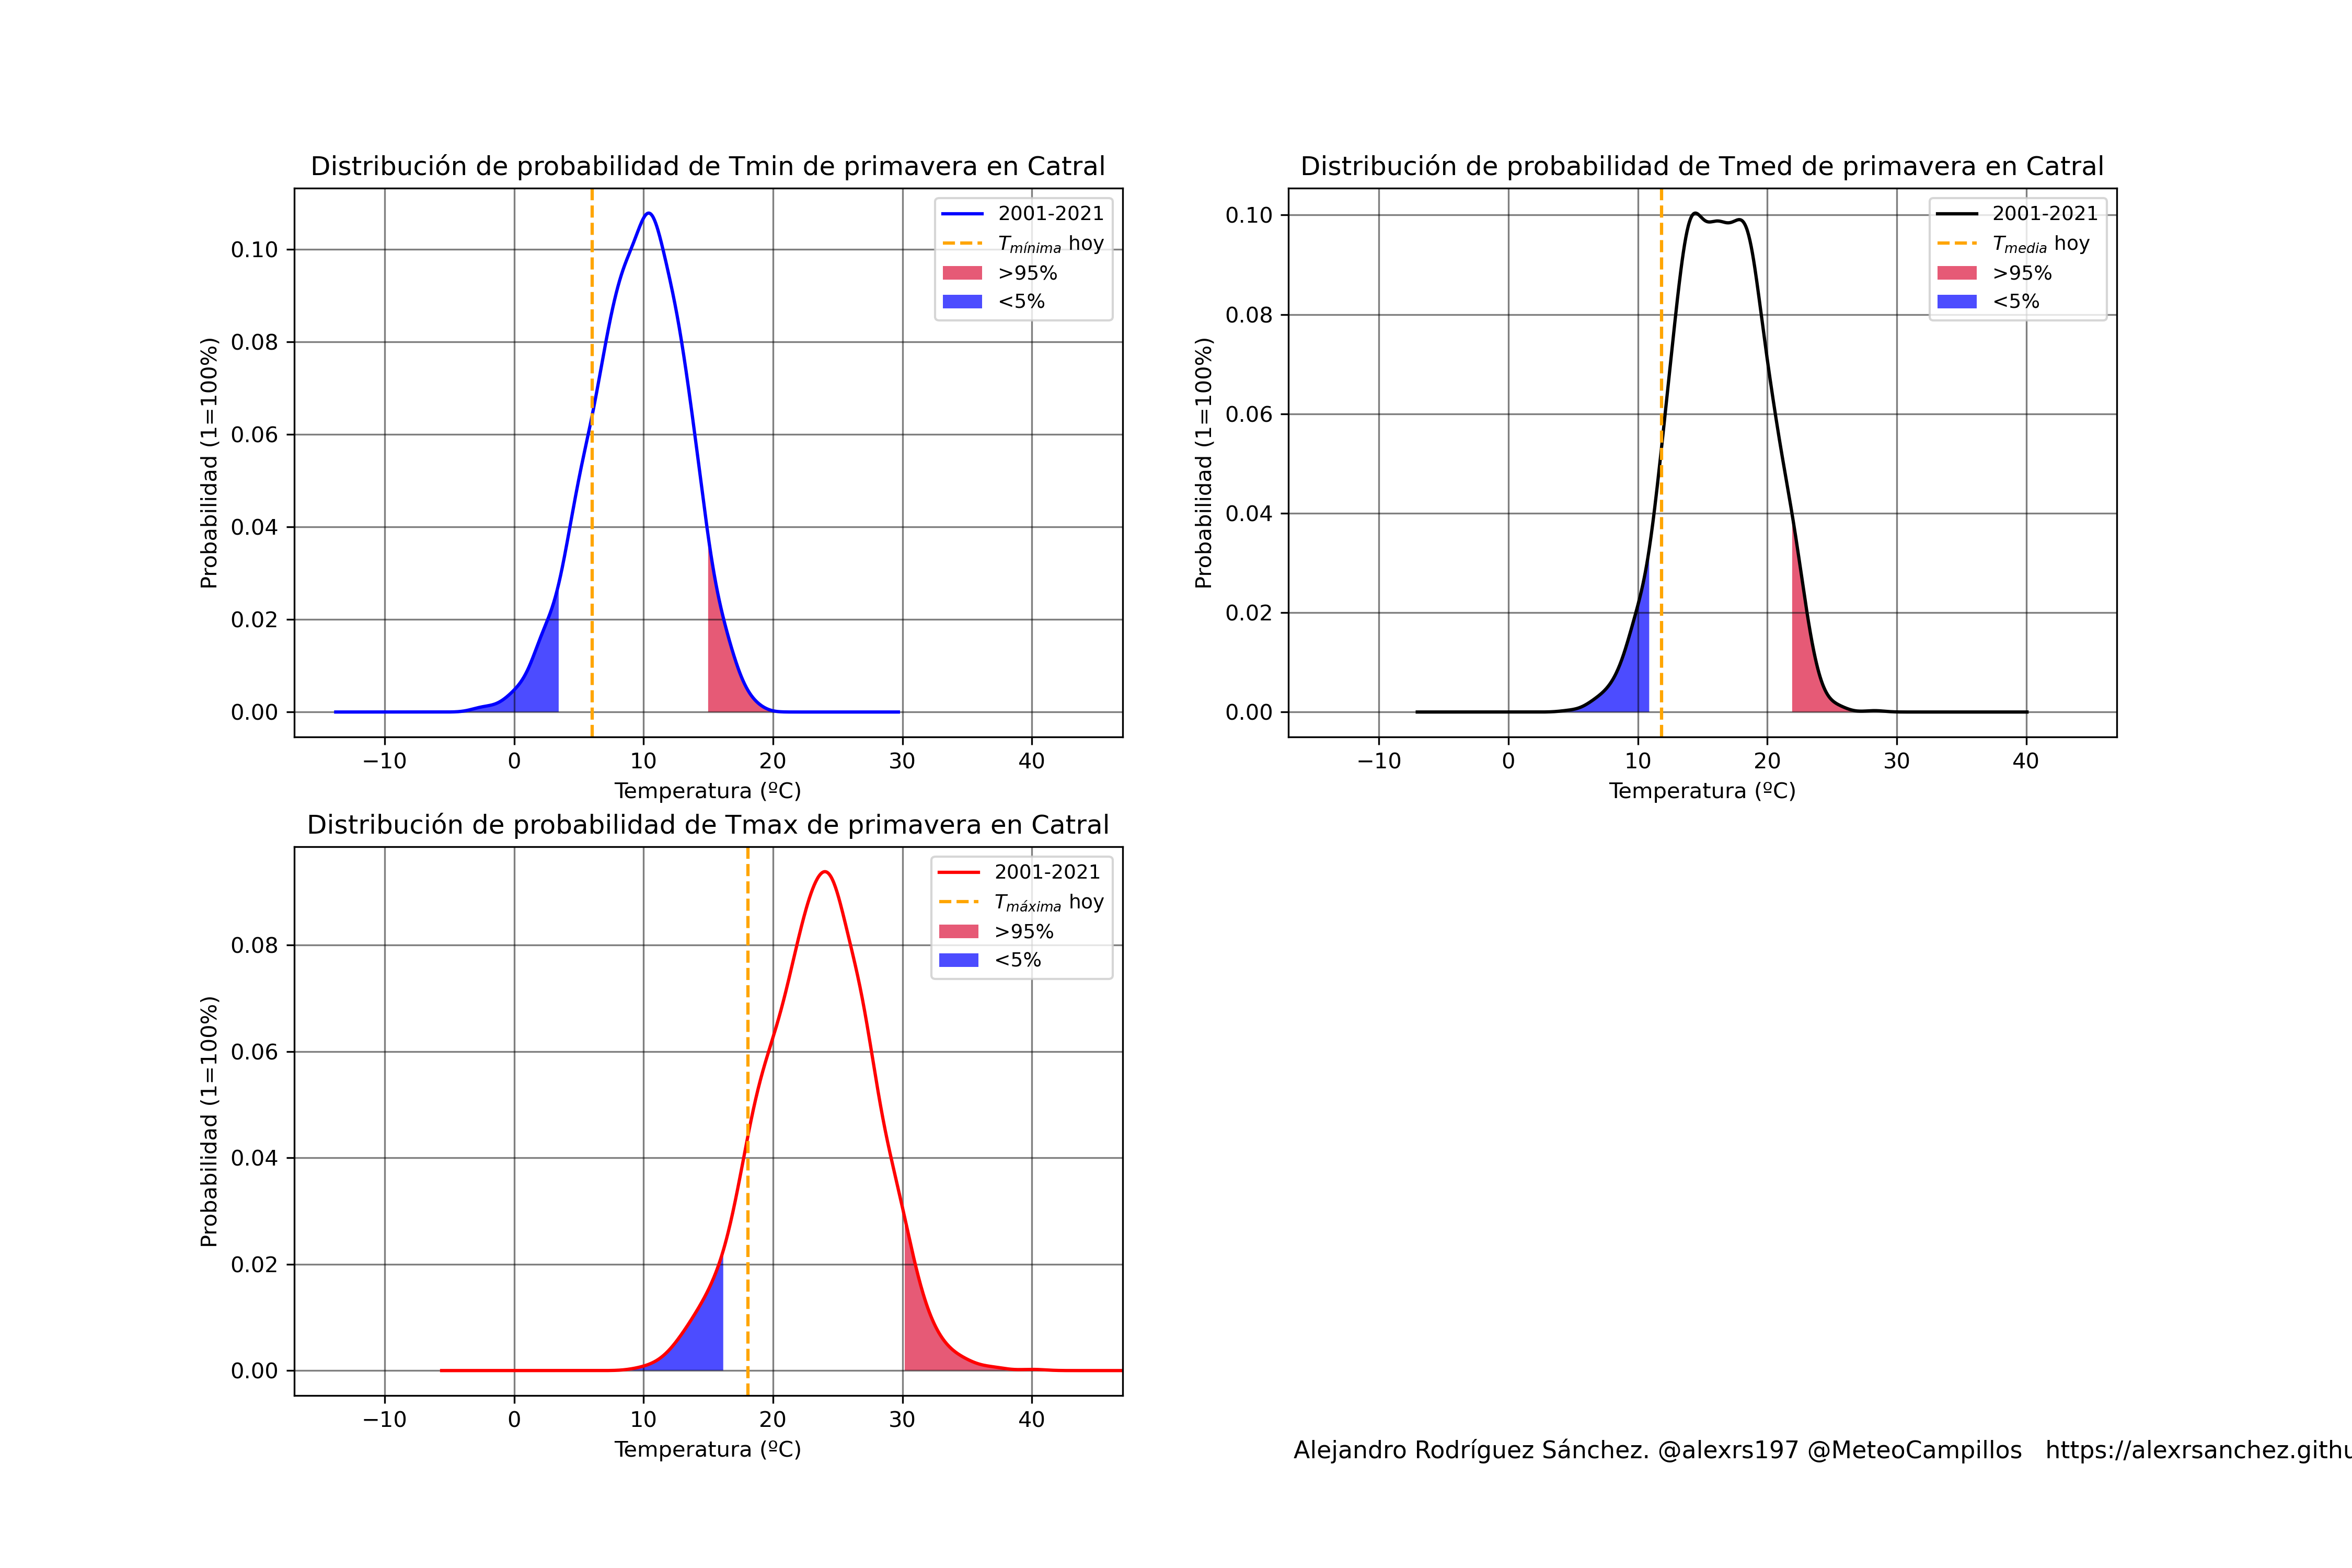 Distribución de probabilidad de Tmin de primavera en Catral
Probabilidad (1=100%)
0.10
0.08
0.06
0.04
0.02
0.00
2001-2021
Tmínima hoy
>95%
<5%
−10 0 10 20 30 40
Temperatura (ºC)
Distribución de probabilidad de Tmed de primavera en Catral
Probabilidad (1=100%)
0.10
0.08
0.06
0.04
0.02
0.00
2001-2021
Tmedia hoy
>95%
<5%
−10 0 10 20 30 40
Temperatura (ºC)
Distribución de probabilidad de Tmax de primavera en Catral
Probabilidad (1=100%)
0.08
0.06
0.04
0.02
0.00
2001-2021
Tmáxima hoy
>95%
<5%
−10 0 10 20 30 40
Temperatura (ºC)
Alejandro Rodríguez Sánchez. @alexrs197 @MeteoCampillos https://alexrsanchez.githu